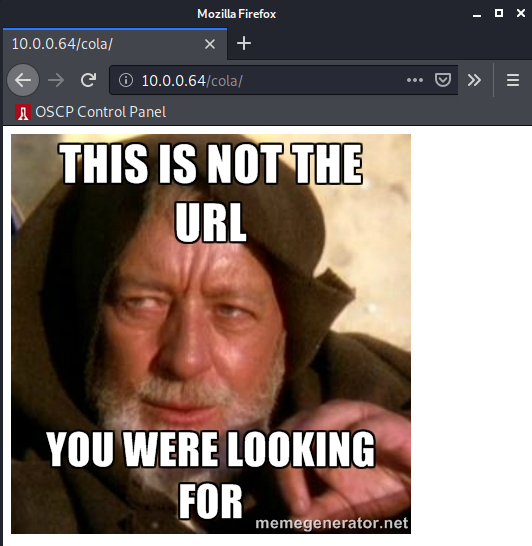 Mozilla Firefox
10.0.0.64/cola/
10.0.0.64/cola/
OSCP Control Panel
THIS IS NOT THE
URL
YOU WERE LOOKING
FOR
memegenerator.net